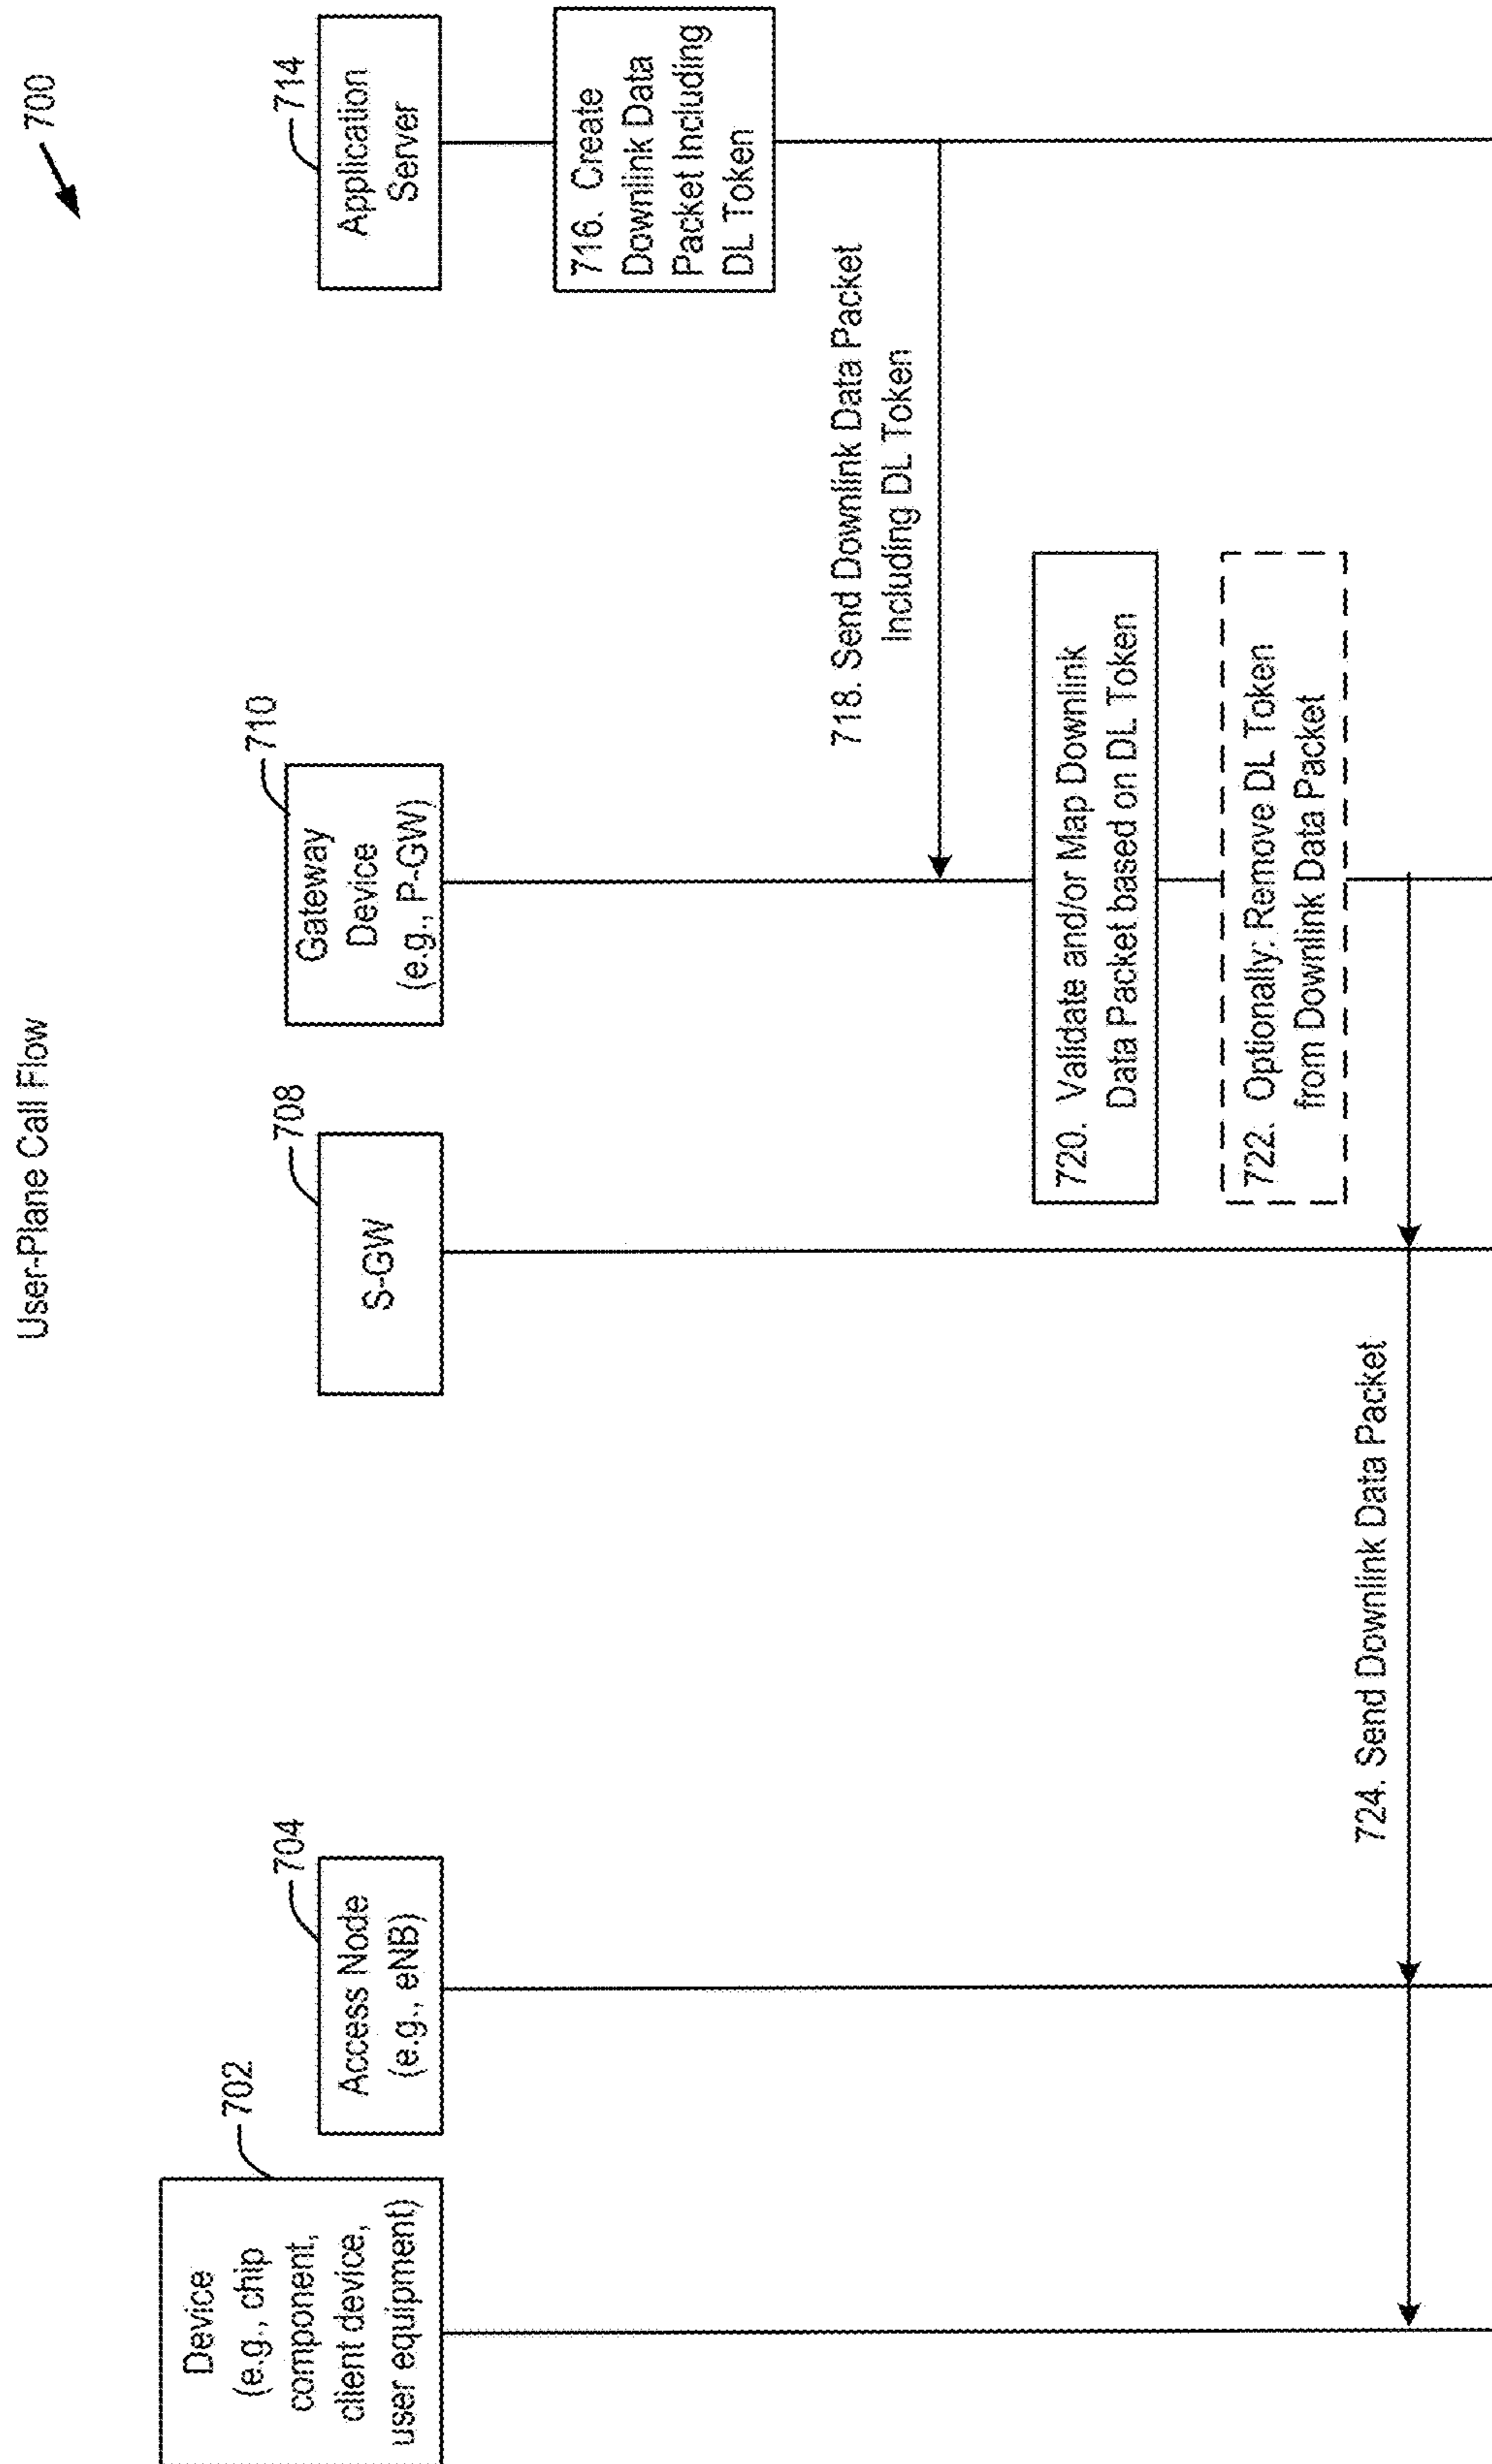 User-Plane Call Flow
700
702
Device
(e.g., chip
component,
client device,
user equipment)
704
Access Node
(e.g., eNB)
708
S-GW
710
Gateway
Device
(e.g., P-GW)
714
Application
Server
716. Create
Downlink Data
Packet Including
DL Token
718. Send Downlink Data Packet
Including DL Token
720. Validate and/or Map Downlink
Data Packet based on DL Token
722. Optionally: Remove DL Token
from Downlink Data Packet
724. Send Downlink Data Packet